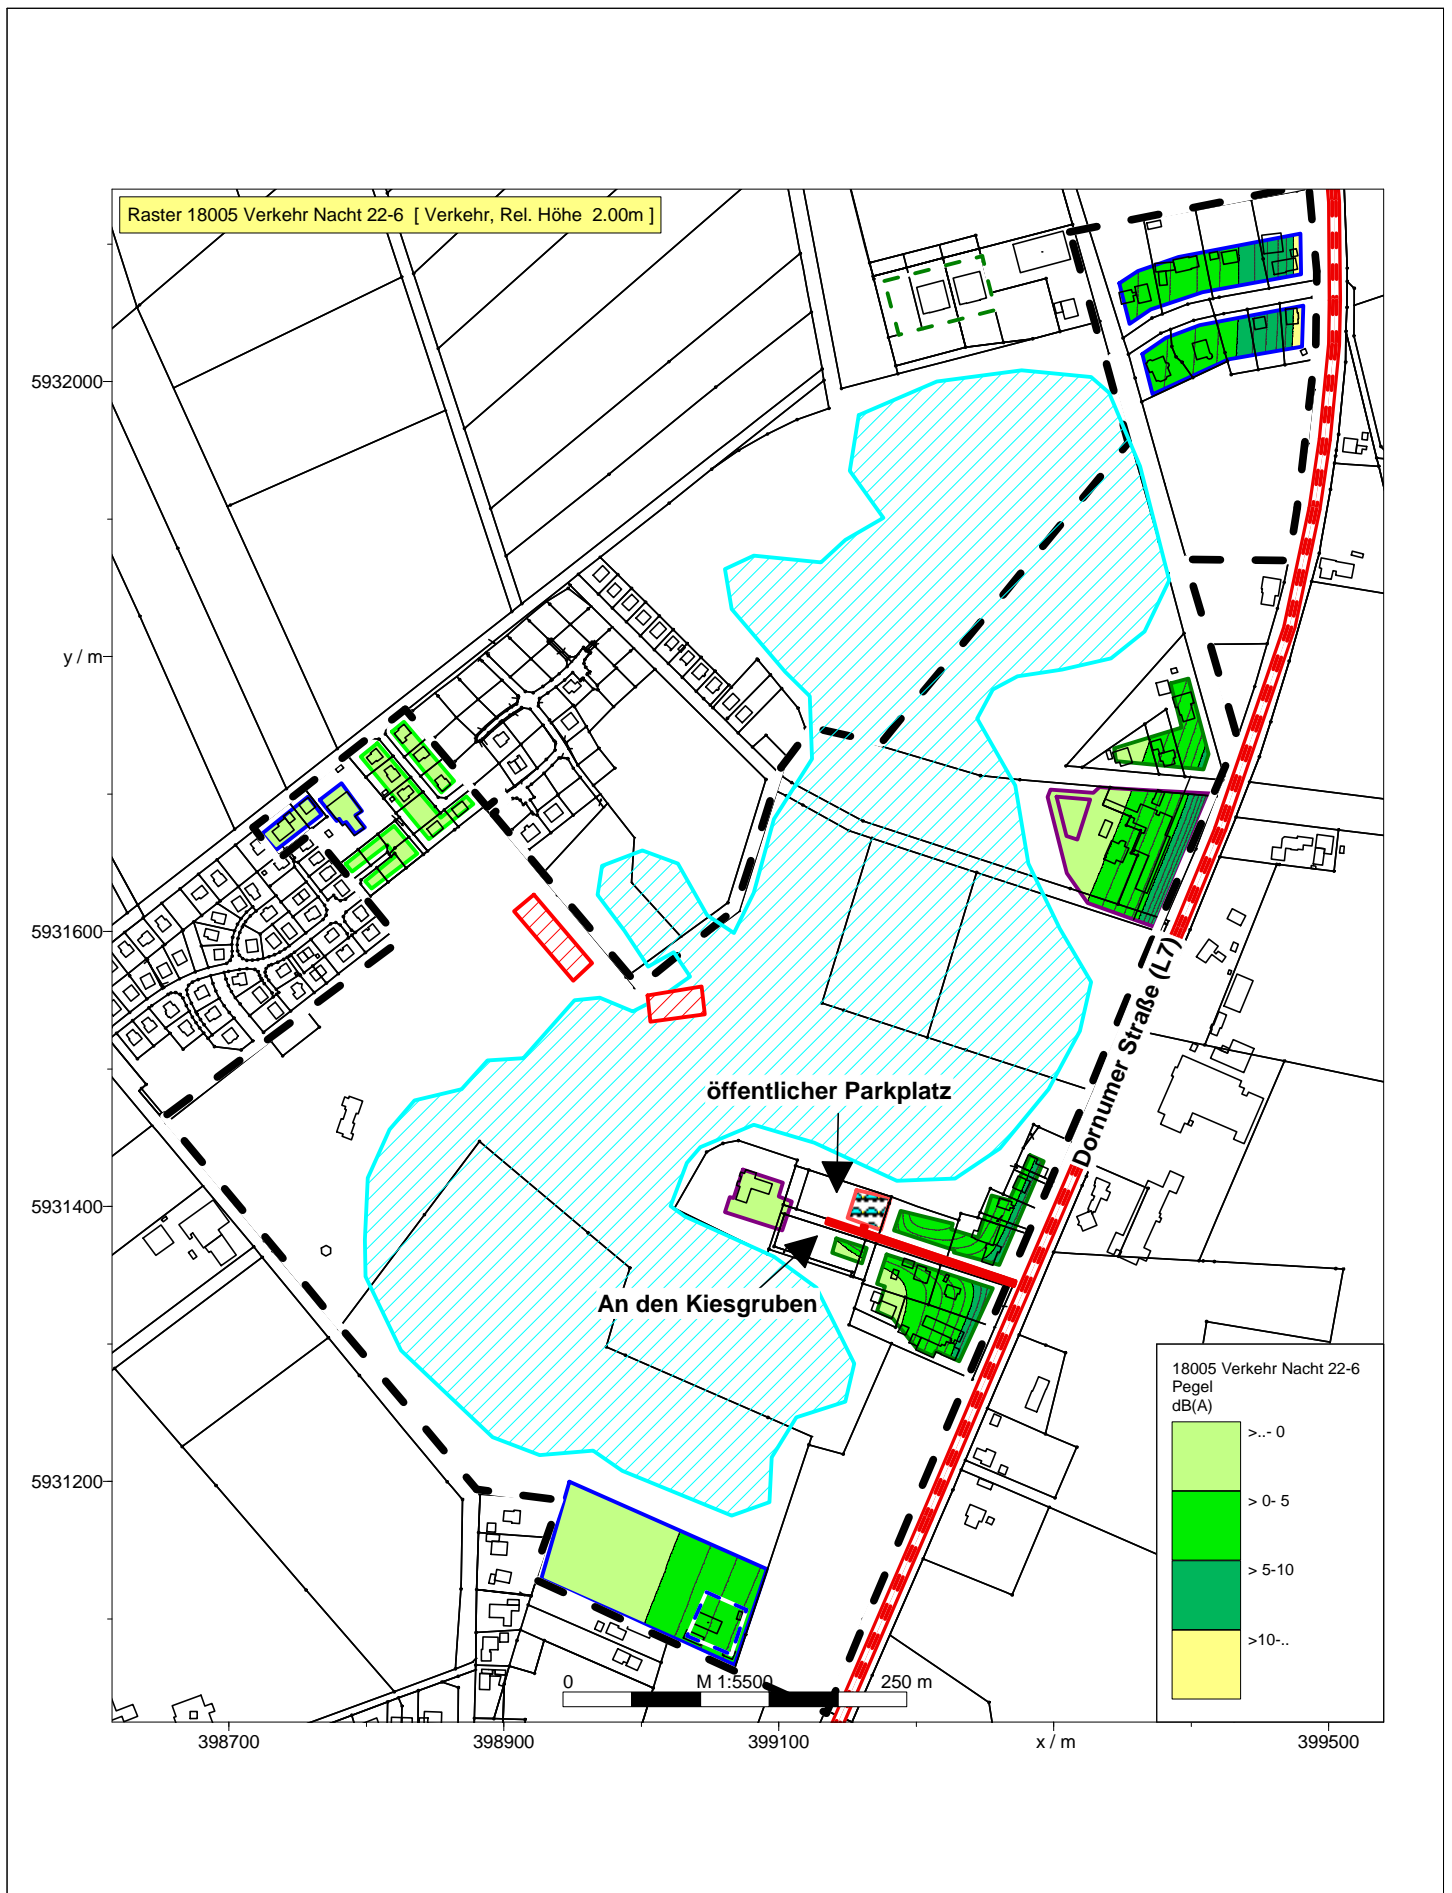 Raster 18005 Verkehr Nacht 22-6 [ Verkehr, Rel. Höhe 2.00m ]
5932000
y / m
5931600
5931400
5931200
Dornumer Straße (L7)
öffentlicher Parkplatz
An den Kiesgruben
18005 Verkehr Nacht 22-6
Pegel
dB(A)
>..- 0
> 0- 5
> 5-10
>10-..
0 M 1:5500 250 m
398700 398900 399100 x / m 399500